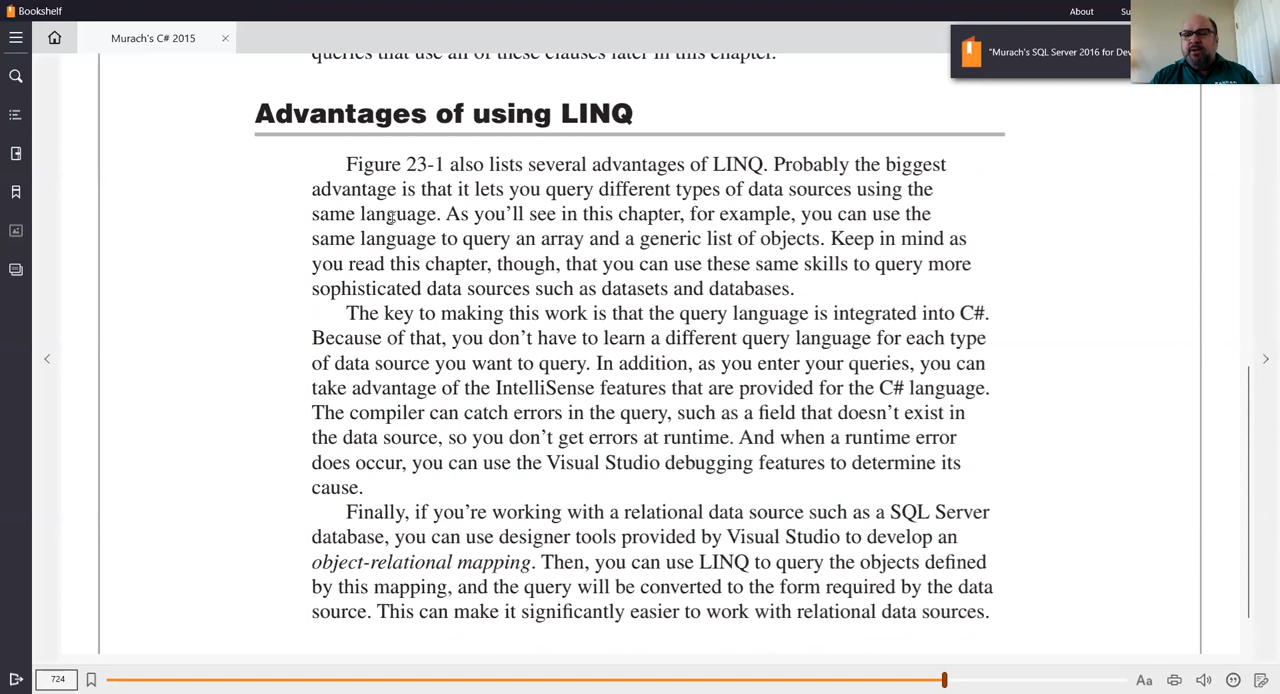 Bookshelf
About
Su
Murach's C# 2015
"Murach's SQL Server 2016 for Dev
queries that use all of these clauses later in this chapter.
Advantages of using LINQ
Figure 23-1 also lists several advantages of LINQ. Probably the biggest
advantage is that it lets you query different types of data sources using the
same language. As you'll see in this chapter, for example, you can use the
same language to query an array and a generic list of objects. Keep in mind as
you read this chapter, though, that you can use these same skills to query more
sophisticated data sources such as datasets and databases.
The key to making this work is that the query language is integrated into C#.
Because of that, you don't have to learn a different query language for each type
of data source you want to query. In addition, as you enter your queries, you can
take advantage of the IntelliSense features that are provided for the C# language.
The compiler can catch errors in the query, such as a field that doesn't exist in
the data source, so you don't get errors at runtime. And when a runtime error
does occur, you can use the Visual Studio debugging features to determine its
cause.
Finally, if you're working with a relational data source such as a SQL Server
database, you can use designer tools provided by Visual Studio to develop an
object-relational mapping. Then, you can use LINQ to query the objects defined
by this mapping, and the query will be converted to the form required by the data
source. This can make it significantly easier to work with relational data sources.
724
Aa